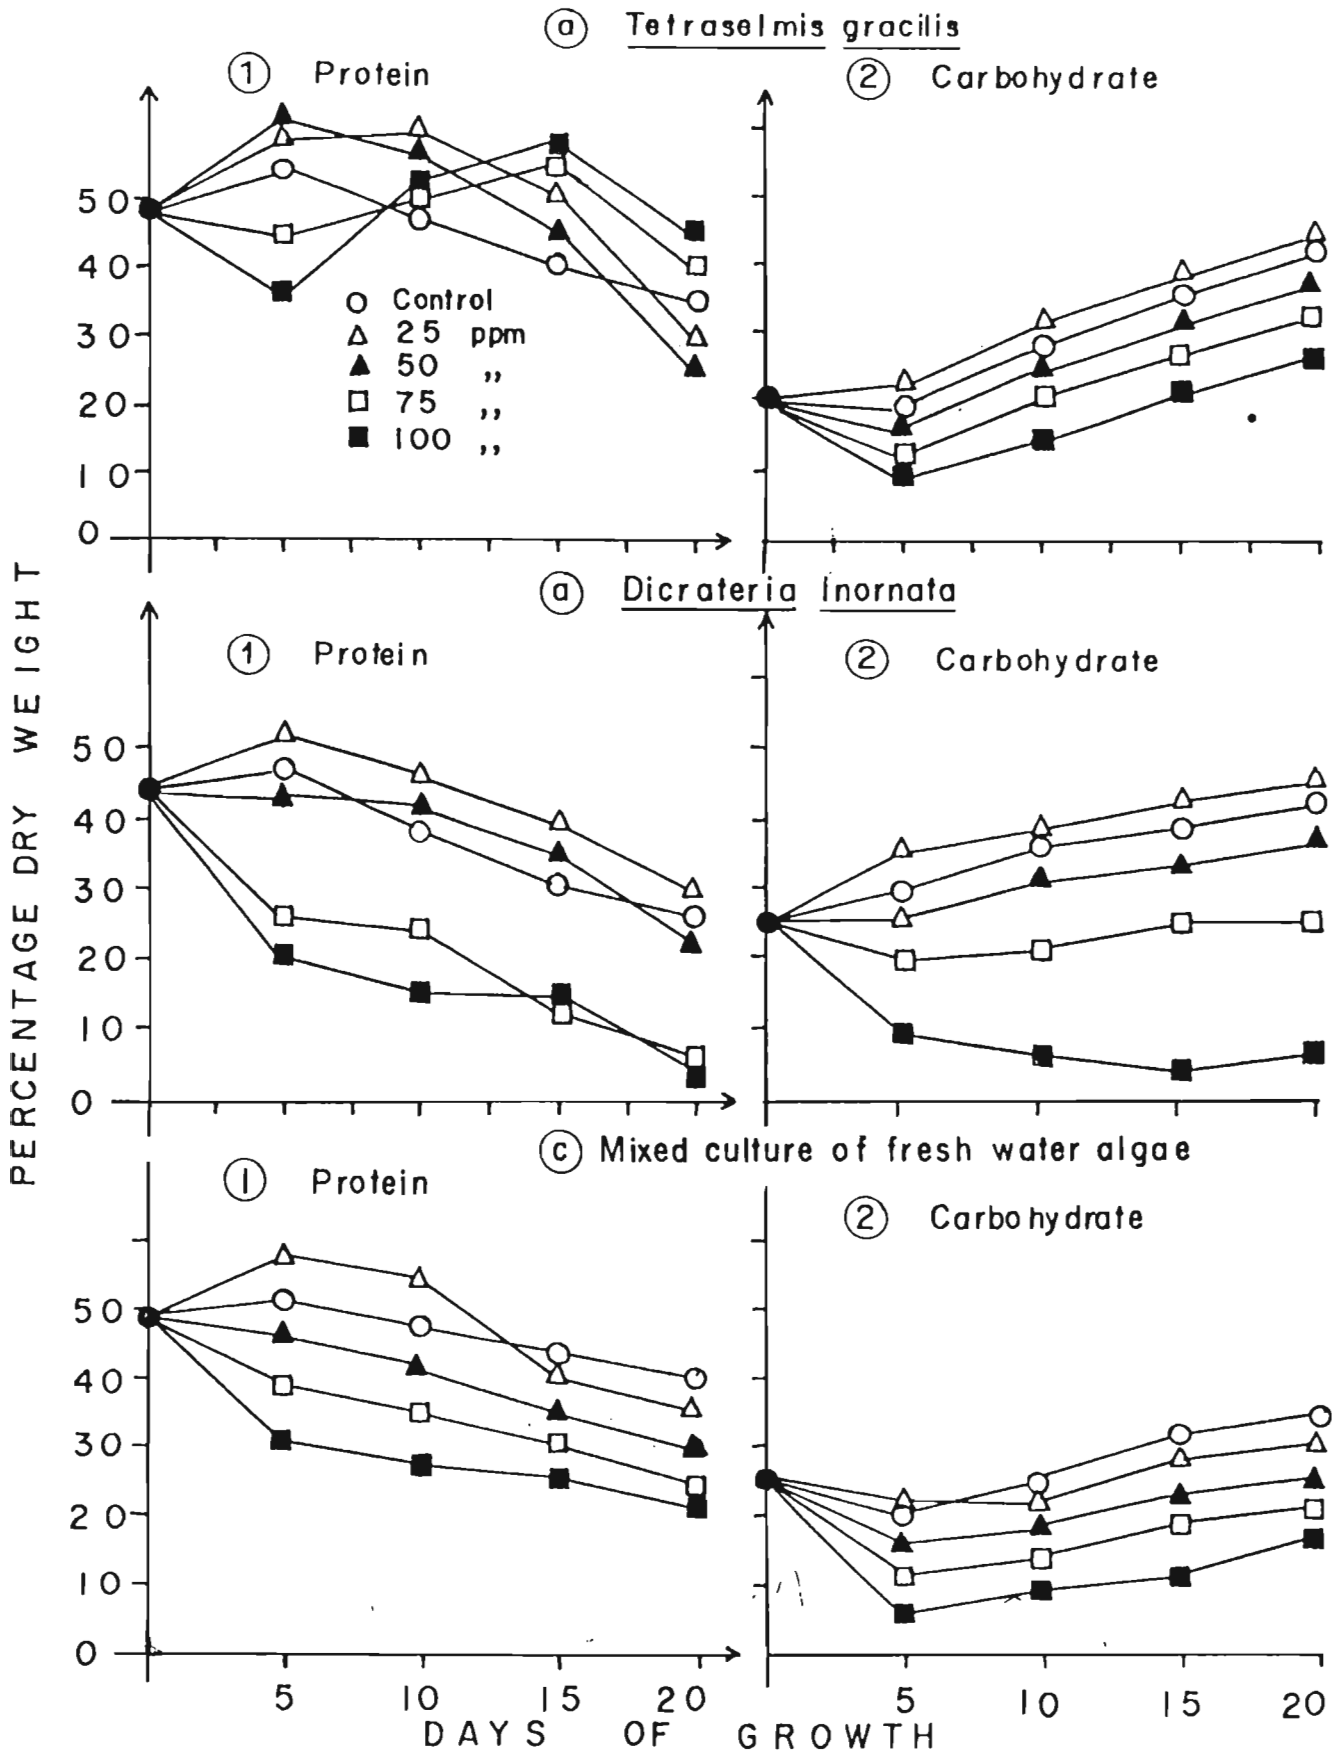 ⓐ Tetraselmis gracilis
① Protein
② Carbohydrate
50
40
30
20
10
0
Control
25 ppm
50 ,,
75 ,,
100 ,,
ⓐ Dicrateria Inornata
① Protein
② Carbohydrate
50
40
30
20
10
0
ⓒ Mixed culture of fresh water algae
① Protein
② Carbohydrate
50
40
30
20
10
0
5 10 15 20 5 10 15 20
DAYS OF GROWTH
PERCENTAGE DRY WEIGHT